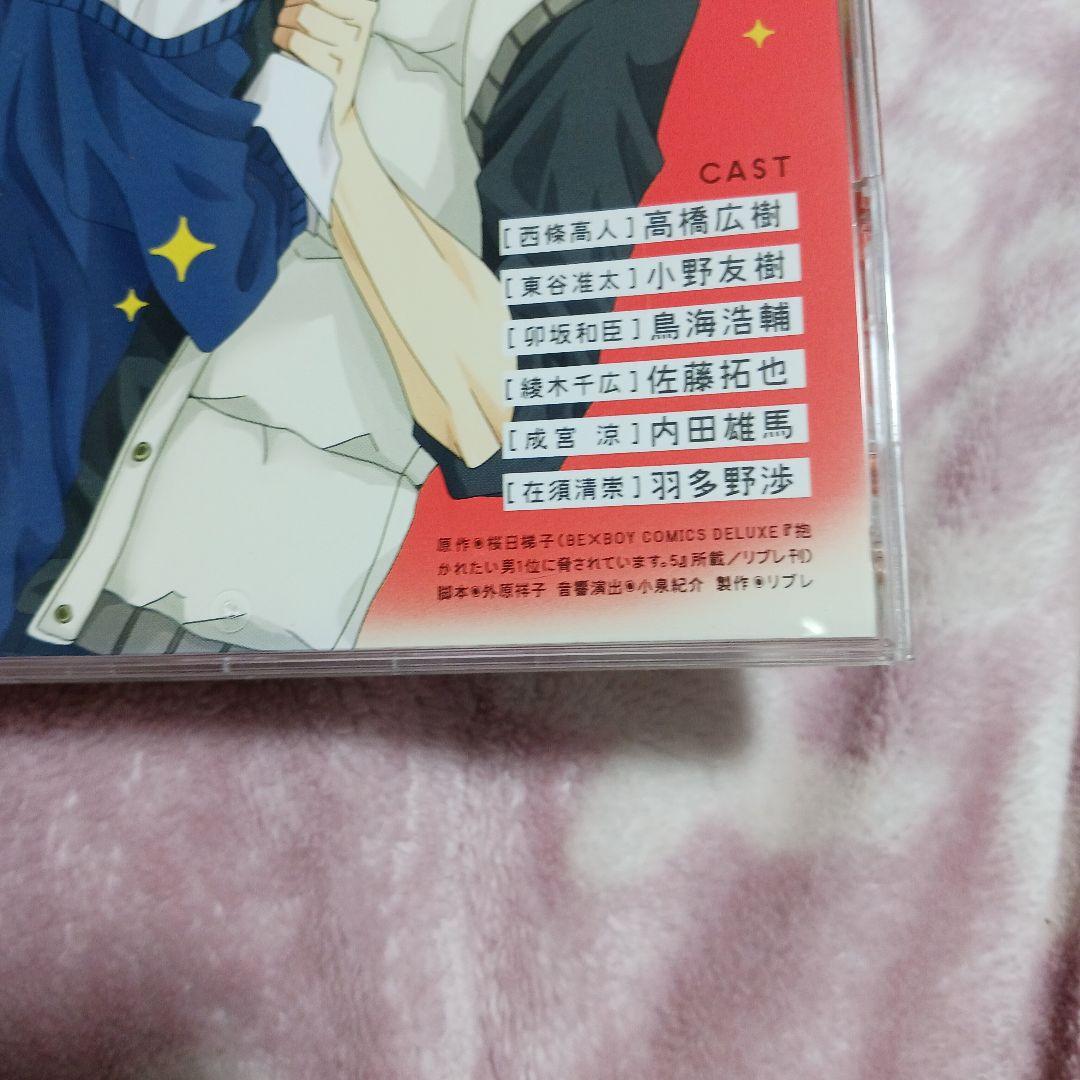 CAST
[西條高人]高橋広樹
[東谷准太]小野友樹
[卯坂和臣]鳥海浩輔
[綾木千広]佐藤拓也
[成宮 涼]内田雄馬
[在須清崇]羽多野渉
原作◉桜日梯子(BE×BOY COMICS DELUXE『抱
かれたい男1位に脅されています。5』所載/リブレ刊)
脚本◉外原祥子 音響演出◉小泉紀介 製作◉リブレ